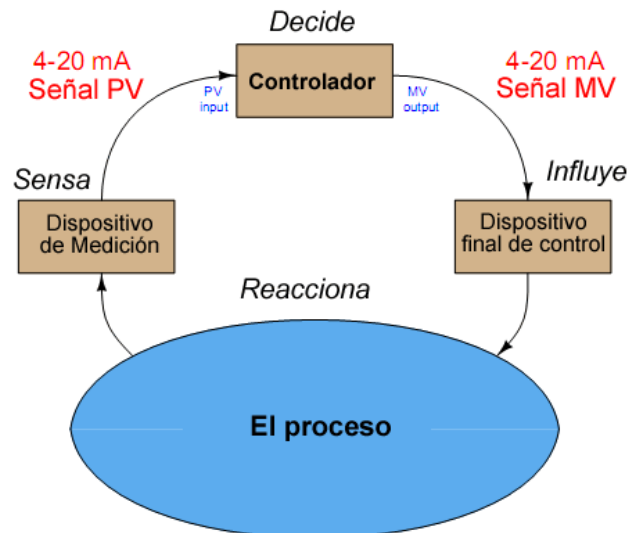 Decide
4-20 mA
Señal PV
Controlador
4-20 mA
Señal MV
PV
input
MV
output
Sensa
Influye
Dispositivo
de Medición
Dispositivo
final de control
Reacciona
El proceso